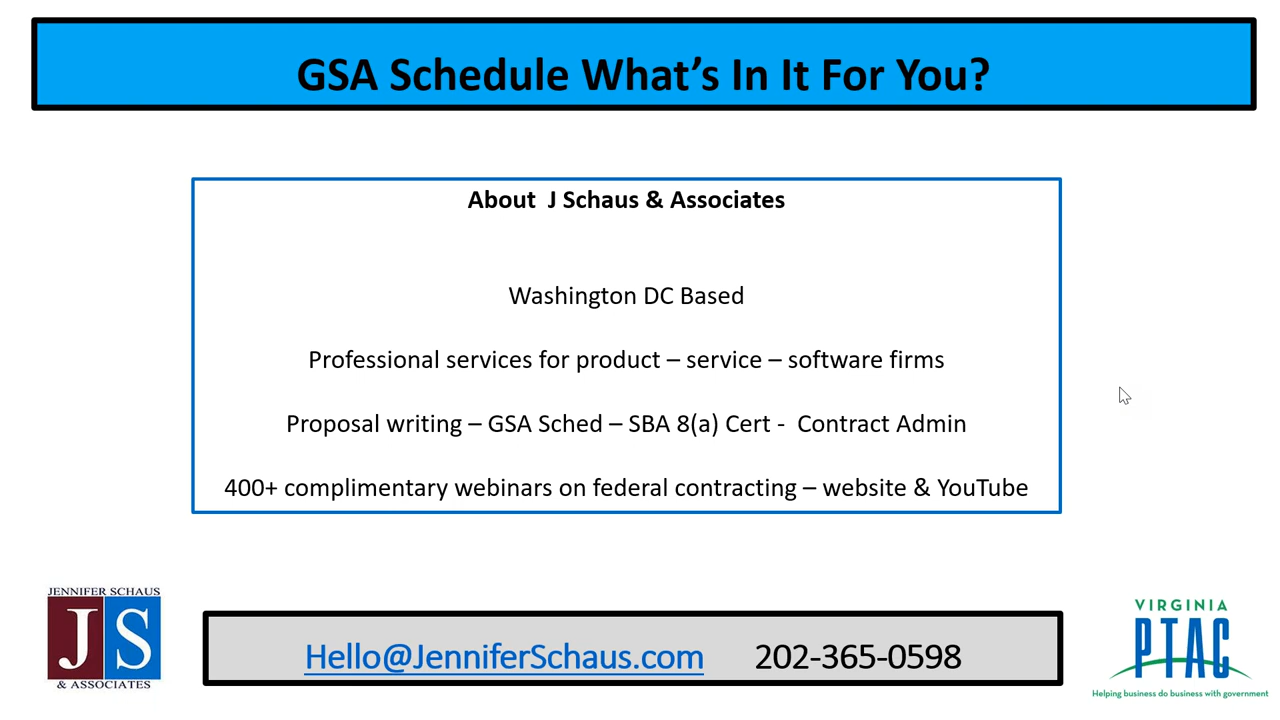 GSA Schedule What's In It For You?
About  J Schaus & Associates
Washington DC Based
Professional services for product – service – software firms
Proposal writing – GSA Sched – SBA 8(a) Cert -  Contract Admin
400+ complimentary webinars on federal contracting – website & YouTube
JENNIFER SCHAUS
JS
& ASSOCIATES
Hello@JenniferSchaus.com 202-365-0598
VIRGINIA
PTAC
Helping business do business with government